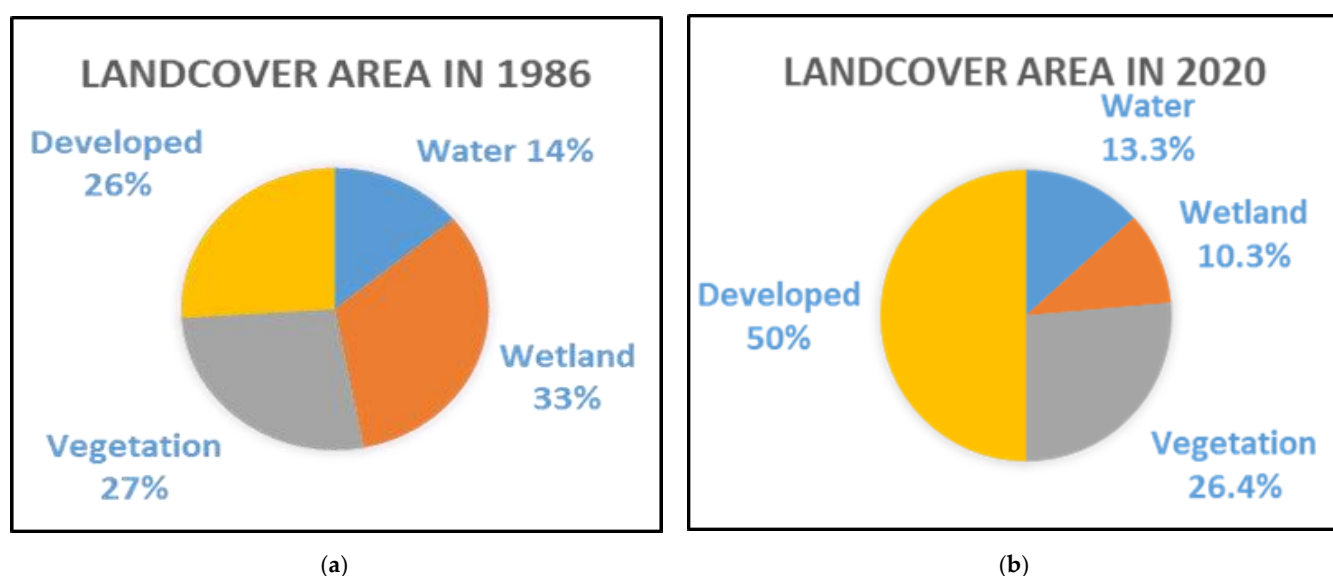 LANDCOVER AREA IN 1986
Developed
26%
Water 14%
Wetland
33%
Vegetation
27%
(a)
LANDCOVER AREA IN 2020
Water
13.3%
Wetland
10.3%
Developed
50%
Vegetation
26.4%
(b)